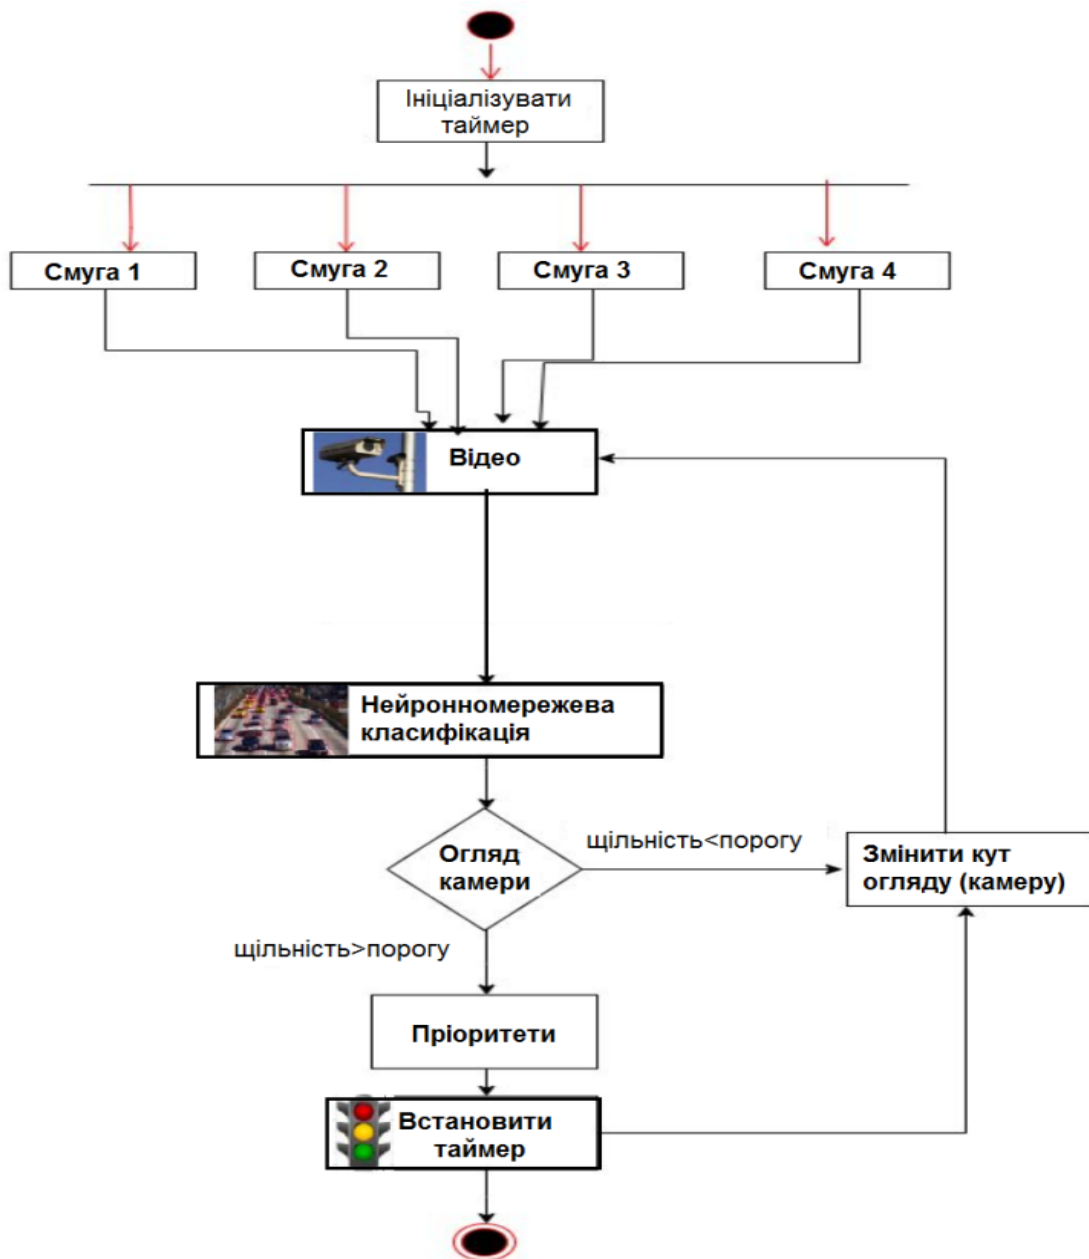 Ініціалізувати
таймер
Смуга 1
Смуга 2
Смуга 3
Смуга 4
Відео
Нейронномережева
класифікація
Огляд
камери
щільність<порогу
Змінити кут
огляду (камеру)
щільність>порогу
Пріоритети
Встановити
таймер